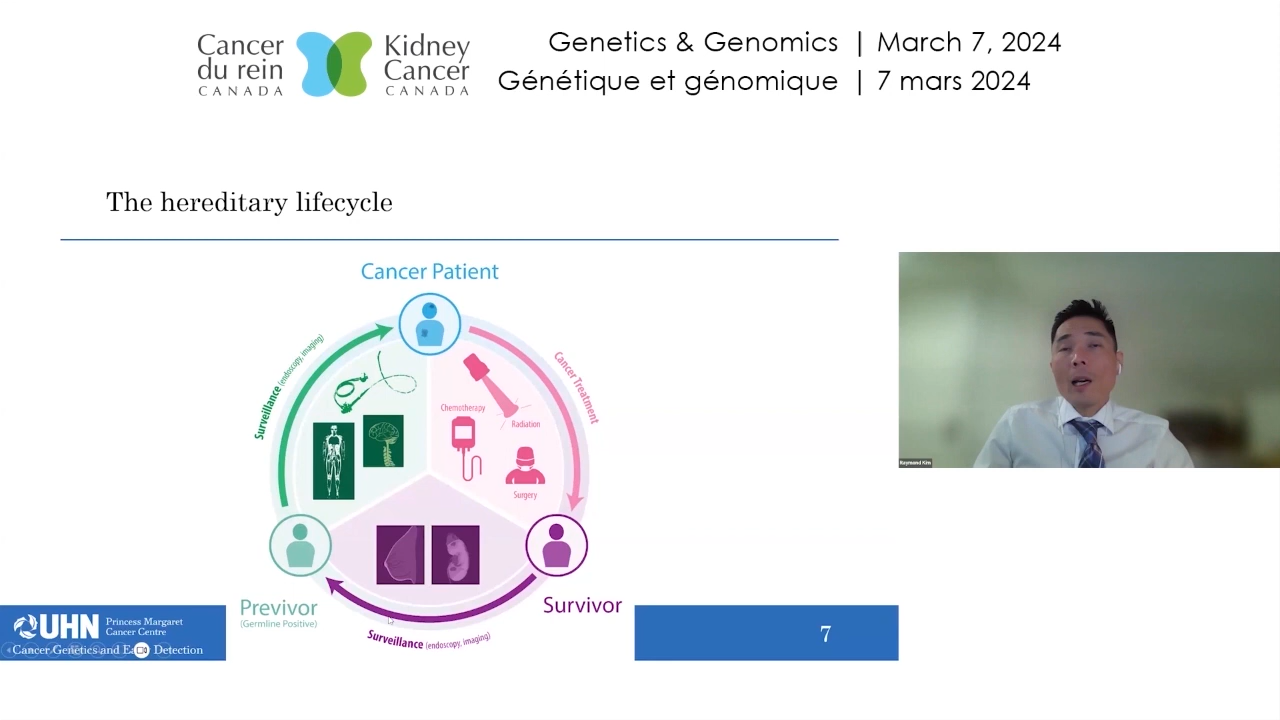 Cancer
du rein
CANADA
Kidney
Cancer
CANADA
Genetics & Genomics | March 7, 2024
Génétique et génomique | 7 mars 2024
The hereditary lifecycle
Cancer Patient
Surveillance (endoscopy, imaging)
Cancer Treatment
Chemotherapy
Radiation
Surgery
Raymond Kim
Previvor
(Germline Positive)
Survivor
Surveillance (endoscopy, imaging)
UHN
Princess Margaret
Cancer Centre
Cancer Genetics and Detection
7